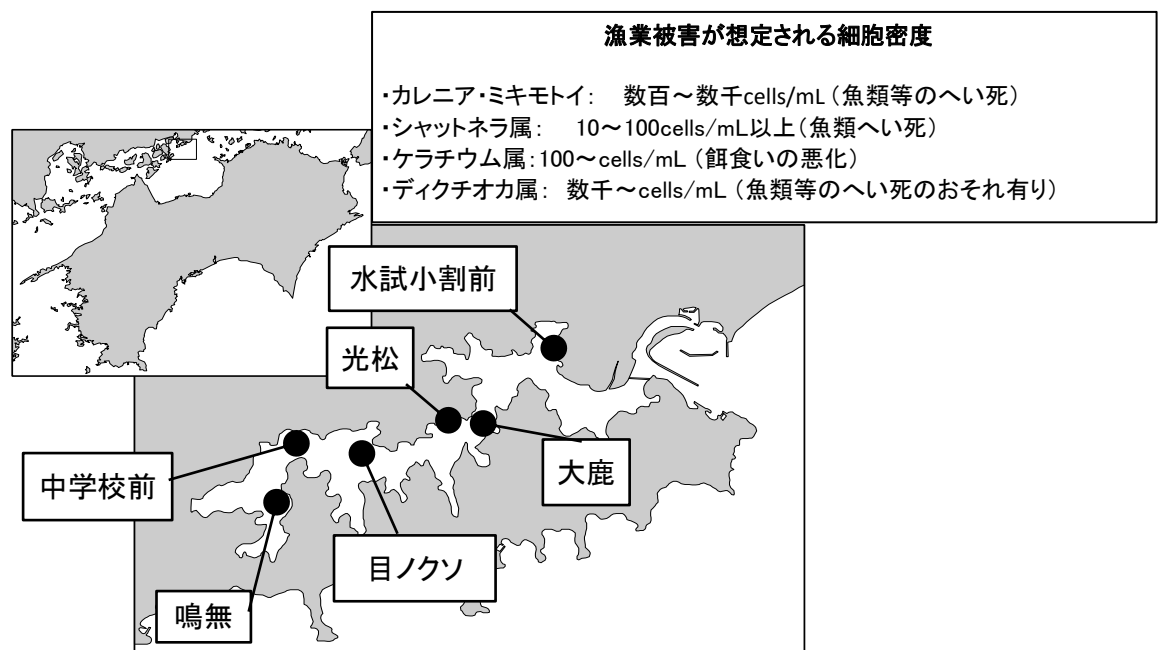 漁業被害が想定される細胞密度
・カレニア・ミキモトイ： 数百～数千cells/mL（魚類等のへい死）
・シャットネラ属： 10～100cells/mL以上（魚類へい死）
・ケラチウム属：100～cells/mL（餌食いの悪化）
・ディクチオカ属： 数千～cells/mL（魚類等のへい死のおそれ有り）
水試小割前
光松
大鹿
中学校前
目ノクソ
鳴無